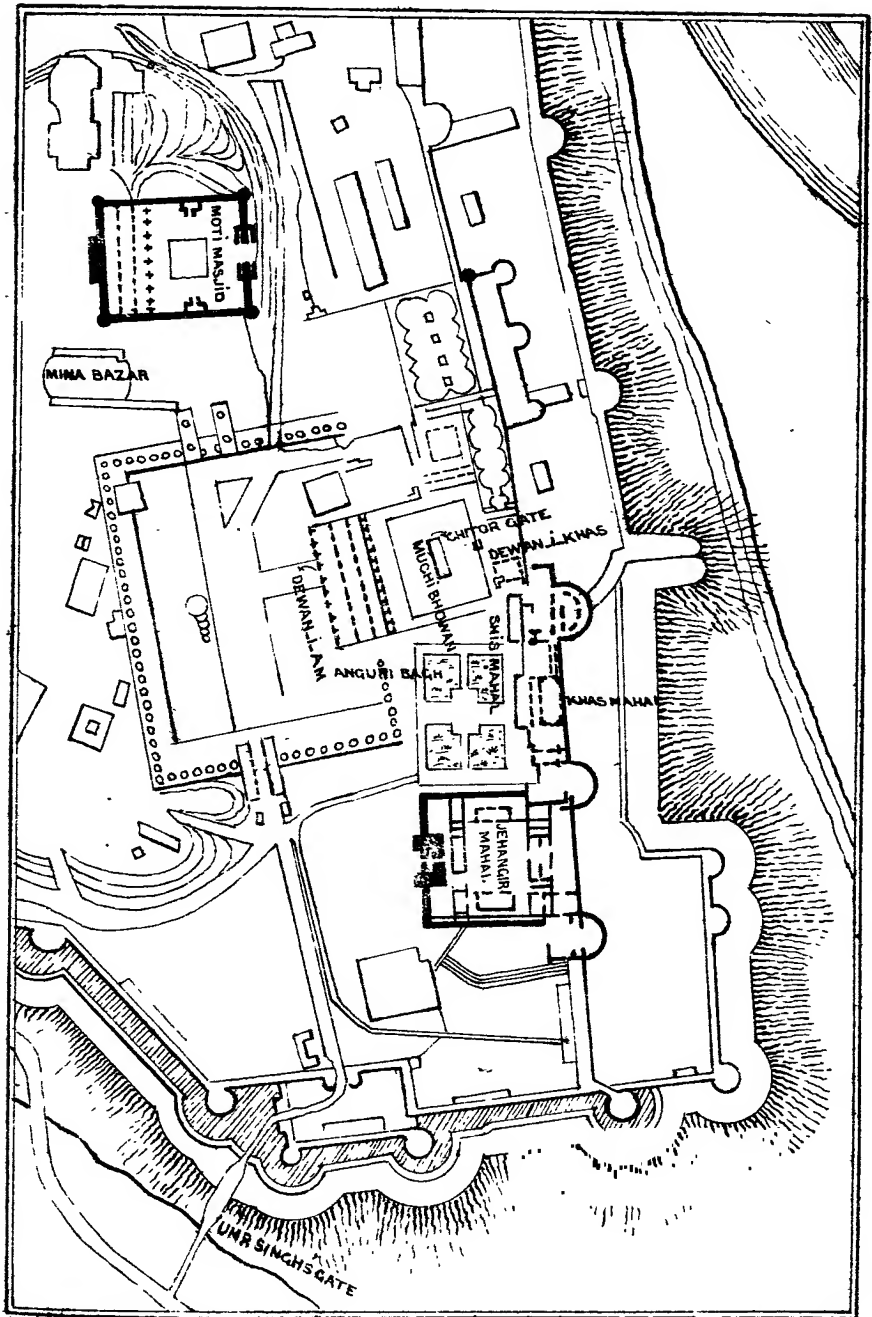 MOTI MASJID
MINA BAZAR
CHITOR GATE
DEWAN-I-KHAS
MUCHI BHOWAN
DEWAN-I-AM
SHIS MAHAL
ANGURI BAGH
KHAS MAHAL
JEHANGIRI
MAHAL
UMR SINGHS GATE